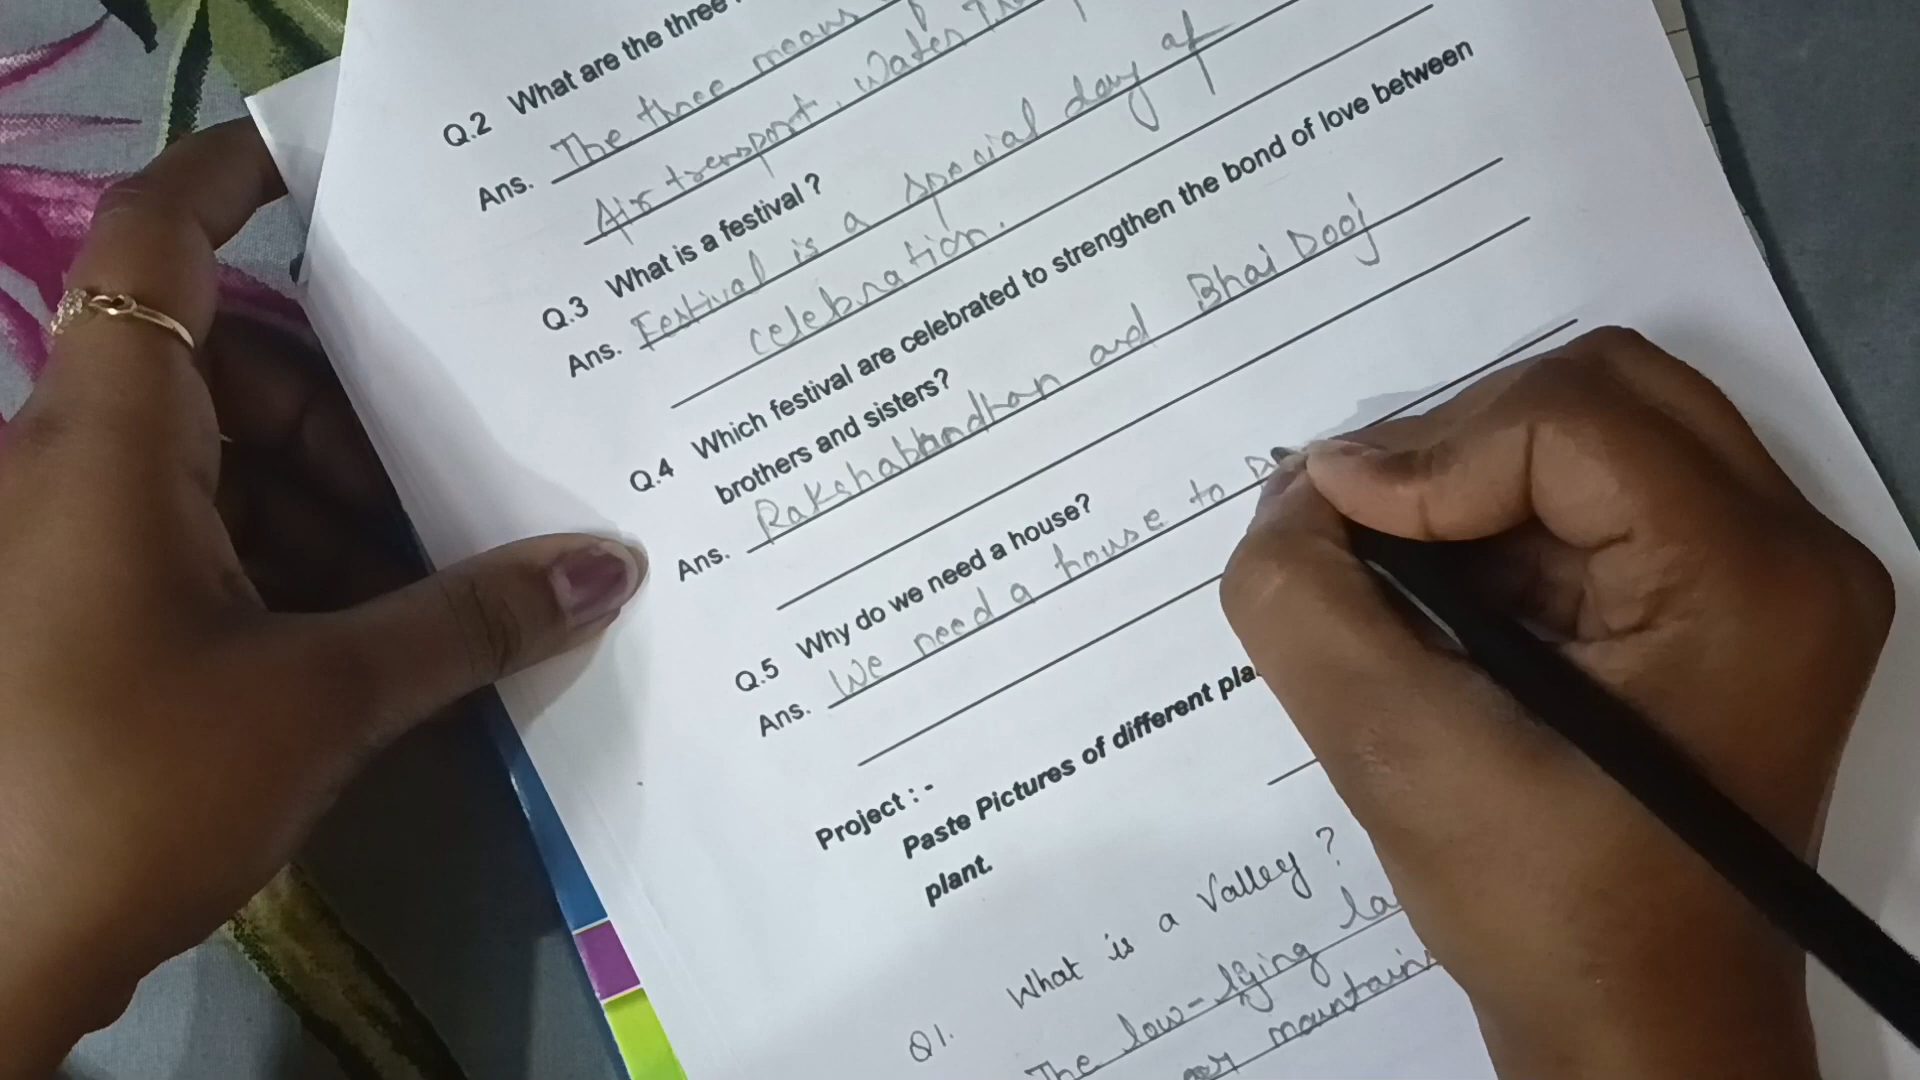 Q.2 What are the three
Ans. The three means
Air transport, Water
Q.3 What is a festival ?
Ans. Festival is a special day of
celebration.
Q.4 Which festival are celebrated to strengthen the bond of love between
brothers and sisters?
Ans. Rakshabandhan and Bhai Dooj
Q.5 Why do we need a house?
Ans. We need a house to
Project : -
Paste Pictures of different
plant.
Q1. What is a Valley ?
The low-lying
or mountains